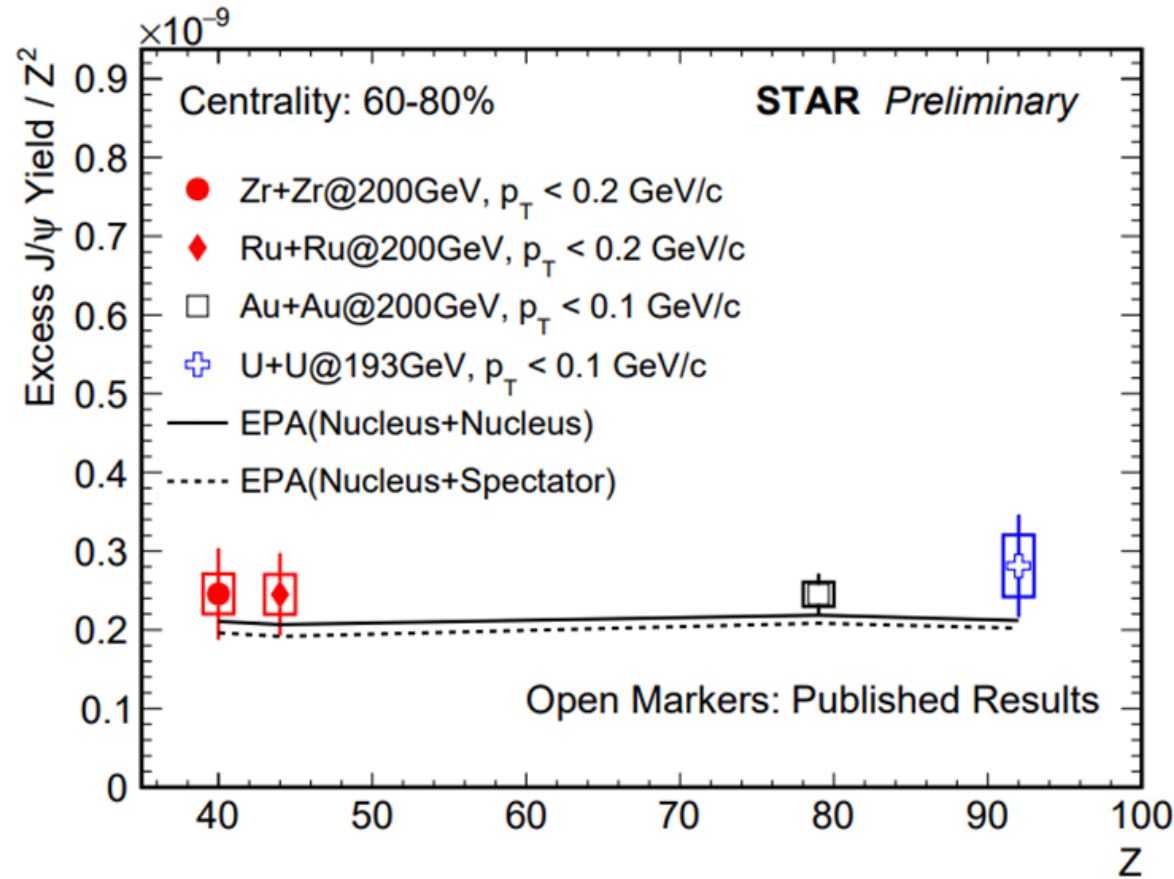 ×10⁻⁹
Excess J/ψ Yield / Z²
0.9
0.8
0.7
0.6
0.5
0.4
0.3
0.2
0.1
0
Centrality: 60-80%
STAR Preliminary
Zr+Zr@200GeV, p_T < 0.2 GeV/c
Ru+Ru@200GeV, p_T < 0.2 GeV/c
Au+Au@200GeV, p_T < 0.1 GeV/c
U+U@193GeV, p_T < 0.1 GeV/c
EPA(Nucleus+Nucleus)
EPA(Nucleus+Spectator)
Open Markers: Published Results
40 50 60 70 80 90 100
Z